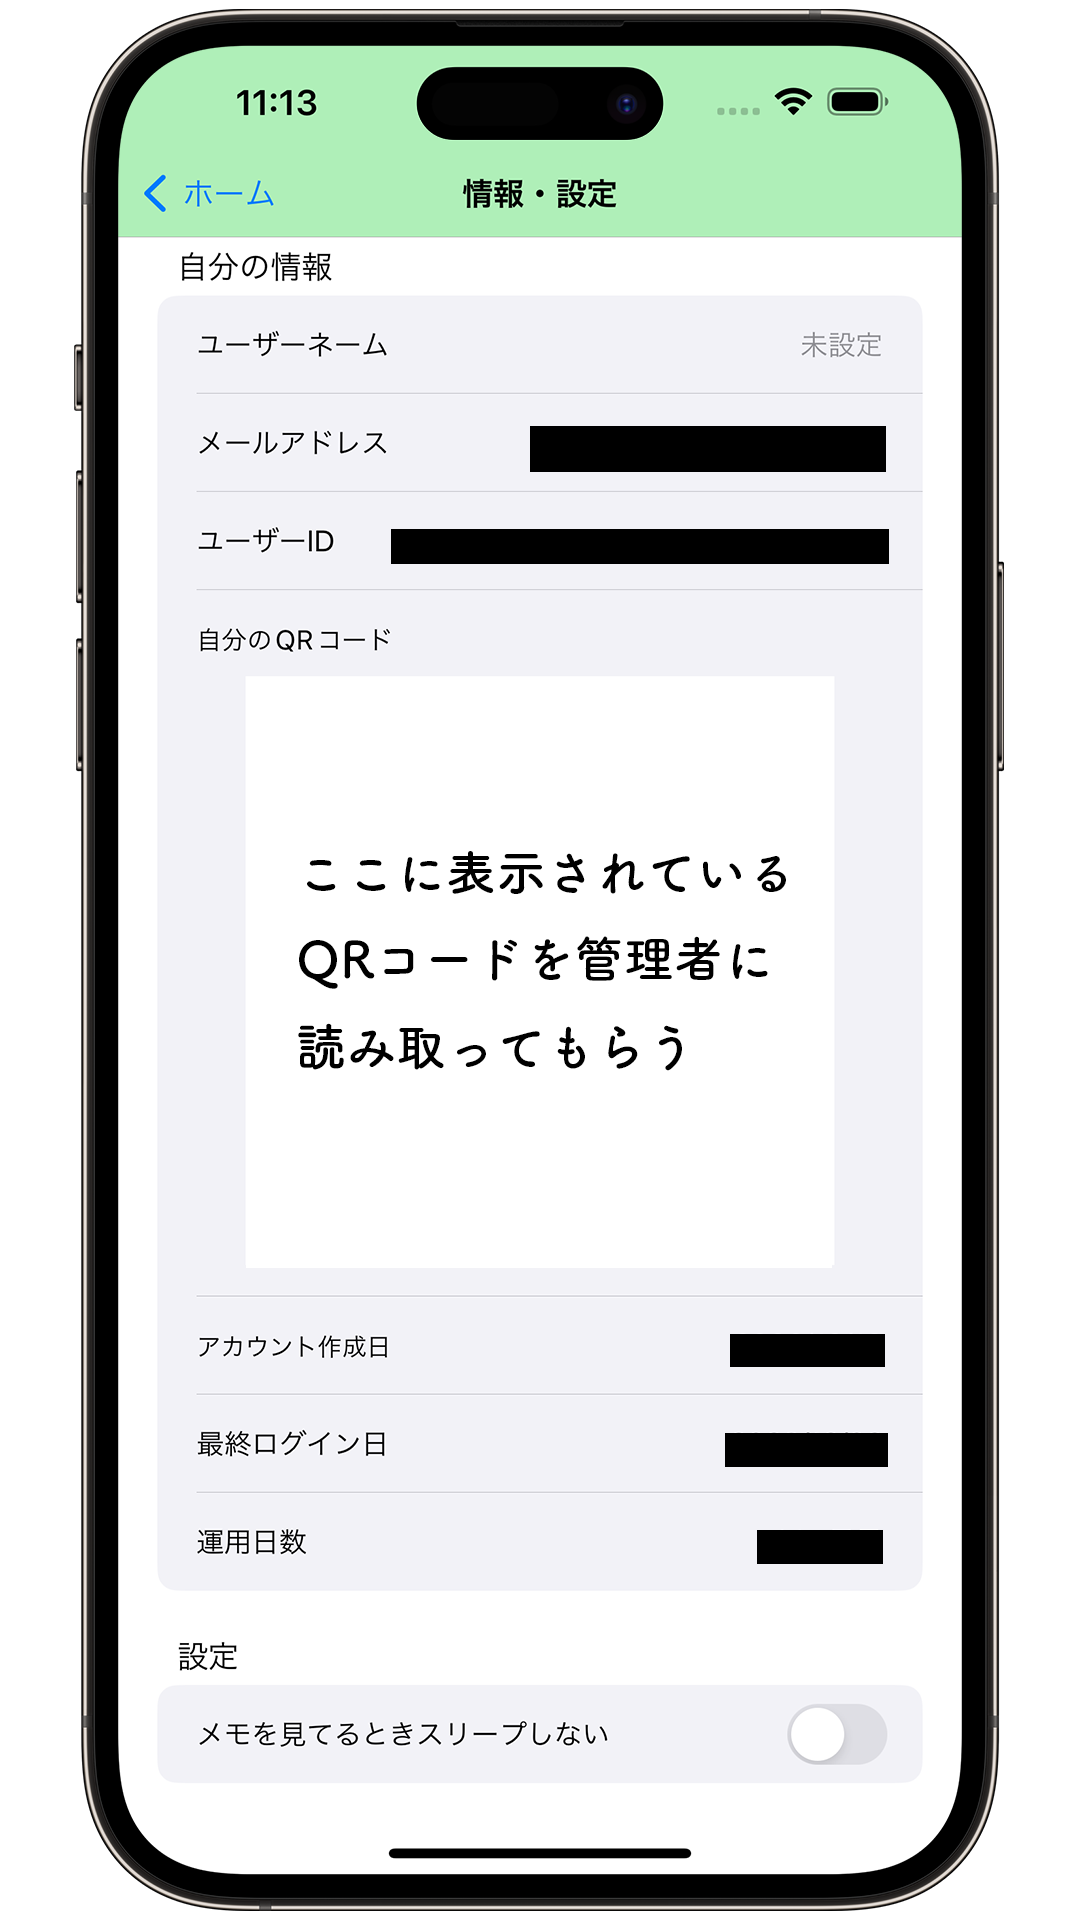 11:13
ホーム
情報・設定
自分の情報
ユーザーネーム
未設定
メールアドレス
ユーザーID
自分のQRコード
ここに表示されている
QRコードを管理者に
読み取ってもらう
アカウント作成日
最終ログイン日
運用日数
設定
メモを見てるときスリープしない